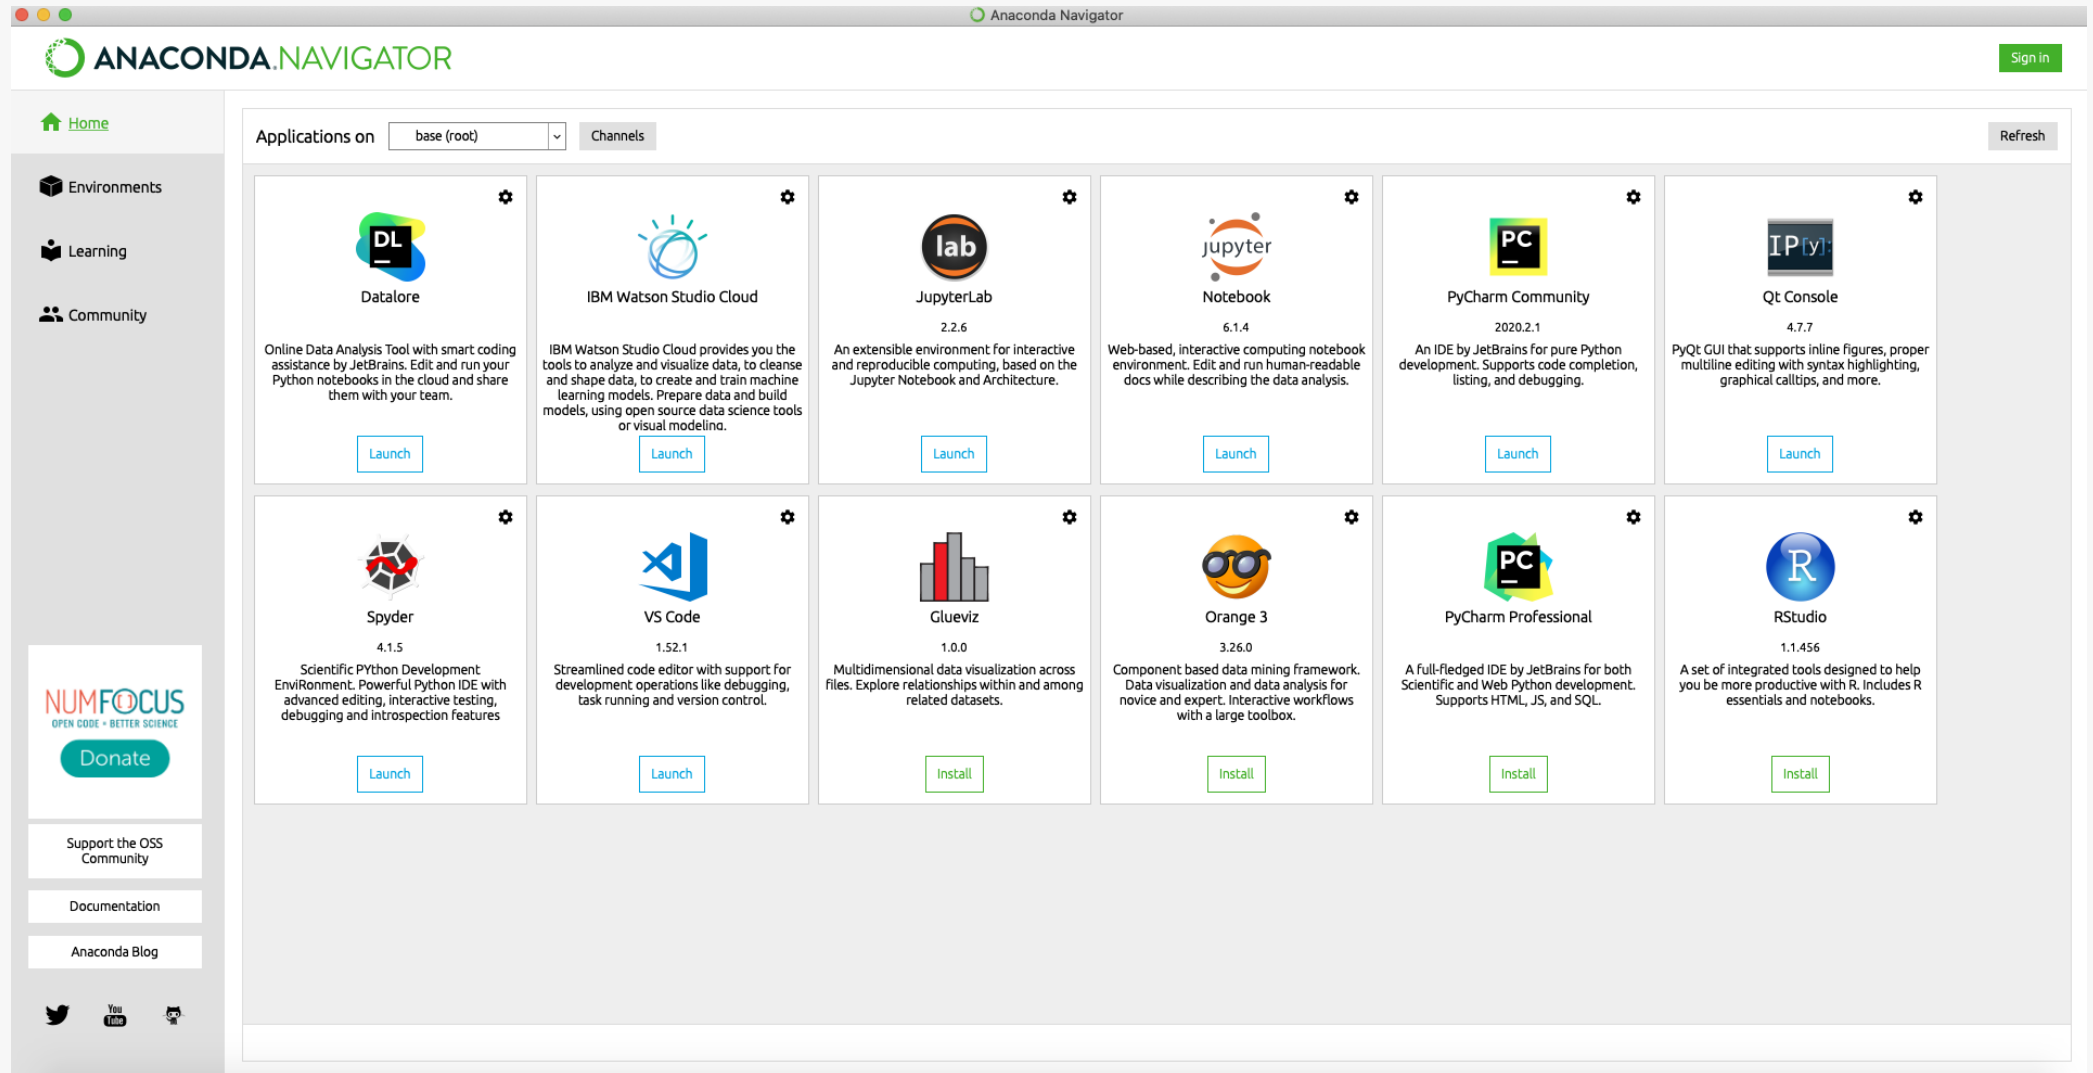 Anaconda Navigator
ANACONDA.NAVIGATOR
Sign in
Home
Environments
Learning
Community
NUMFOCUS
OPEN CODE = BETTER SCIENCE
Donate
Support the OSS
Community
Documentation
Anaconda Blog
You
Tube
Applications on
base (root)
Channels
Refresh
DL
Datalore
Online Data Analysis Tool with smart coding
assistance by JetBrains. Edit and run your
Python notebooks in the cloud and share
them with your team.
Launch
IBM Watson Studio Cloud
IBM Watson Studio Cloud provides you the
tools to analyze and visualize data, to cleanse
and shape data, to create and train machine
learning models. Prepare data and build
models, using open source data science tools
or visual modeling.
Launch
lab
JupyterLab
2.2.6
An extensible environment for interactive
and reproducible computing, based on the
Jupyter Notebook and Architecture.
Launch
jupyter
Notebook
6.1.4
Web-based, interactive computing notebook
environment. Edit and run human-readable
docs while describing the data analysis.
Launch
PC
PyCharm Community
2020.2.1
An IDE by JetBrains for pure Python
development. Supports code completion,
listing, and debugging.
Launch
IP[y]:
Qt Console
4.7.7
PyQt GUI that supports inline figures, proper
multiline editing with syntax highlighting,
graphical calltips, and more.
Launch
Spyder
4.1.5
Scientific PYthon Development
EnviRonment. Powerful Python IDE with
advanced editing, interactive testing,
debugging and introspection features
Launch
VS Code
1.52.1
Streamlined code editor with support for
development operations like debugging,
task running and version control.
Launch
Glueviz
1.0.0
Multidimensional data visualization across
files. Explore relationships within and among
related datasets.
Install
Orange 3
3.26.0
Component based data mining framework.
Data visualization and data analysis for
novice and expert. Interactive workflows
with a large toolbox.
Install
PC
PyCharm Professional
A full-fledged IDE by JetBrains for both
Scientific and Web Python development.
Supports HTML, JS, and SQL.
Install
R
RStudio
1.1.456
A set of integrated tools designed to help
you be more productive with R. Includes R
essentials and notebooks.
Install